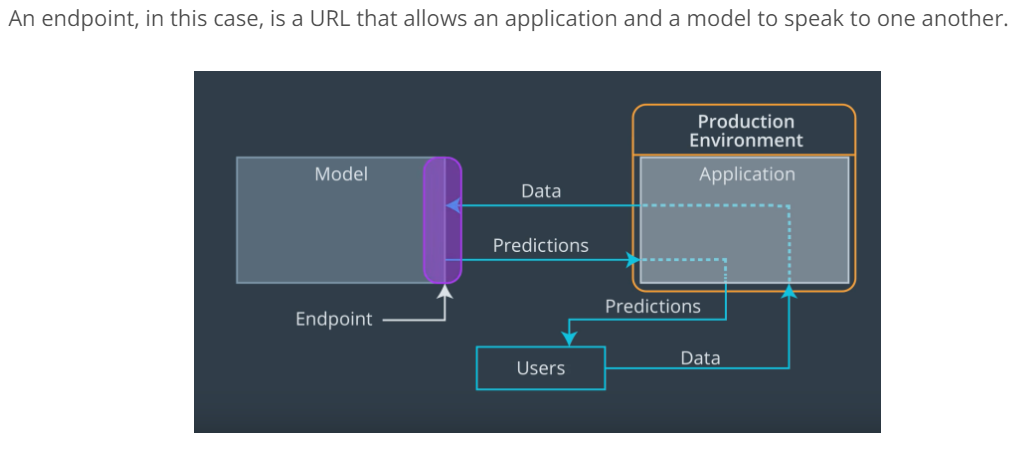 An endpoint, in this case, is a URL that allows an application and a model to speak to one another.
Production
Environment
Model
Application
Data
Predictions
Endpoint
Predictions
Users
Data